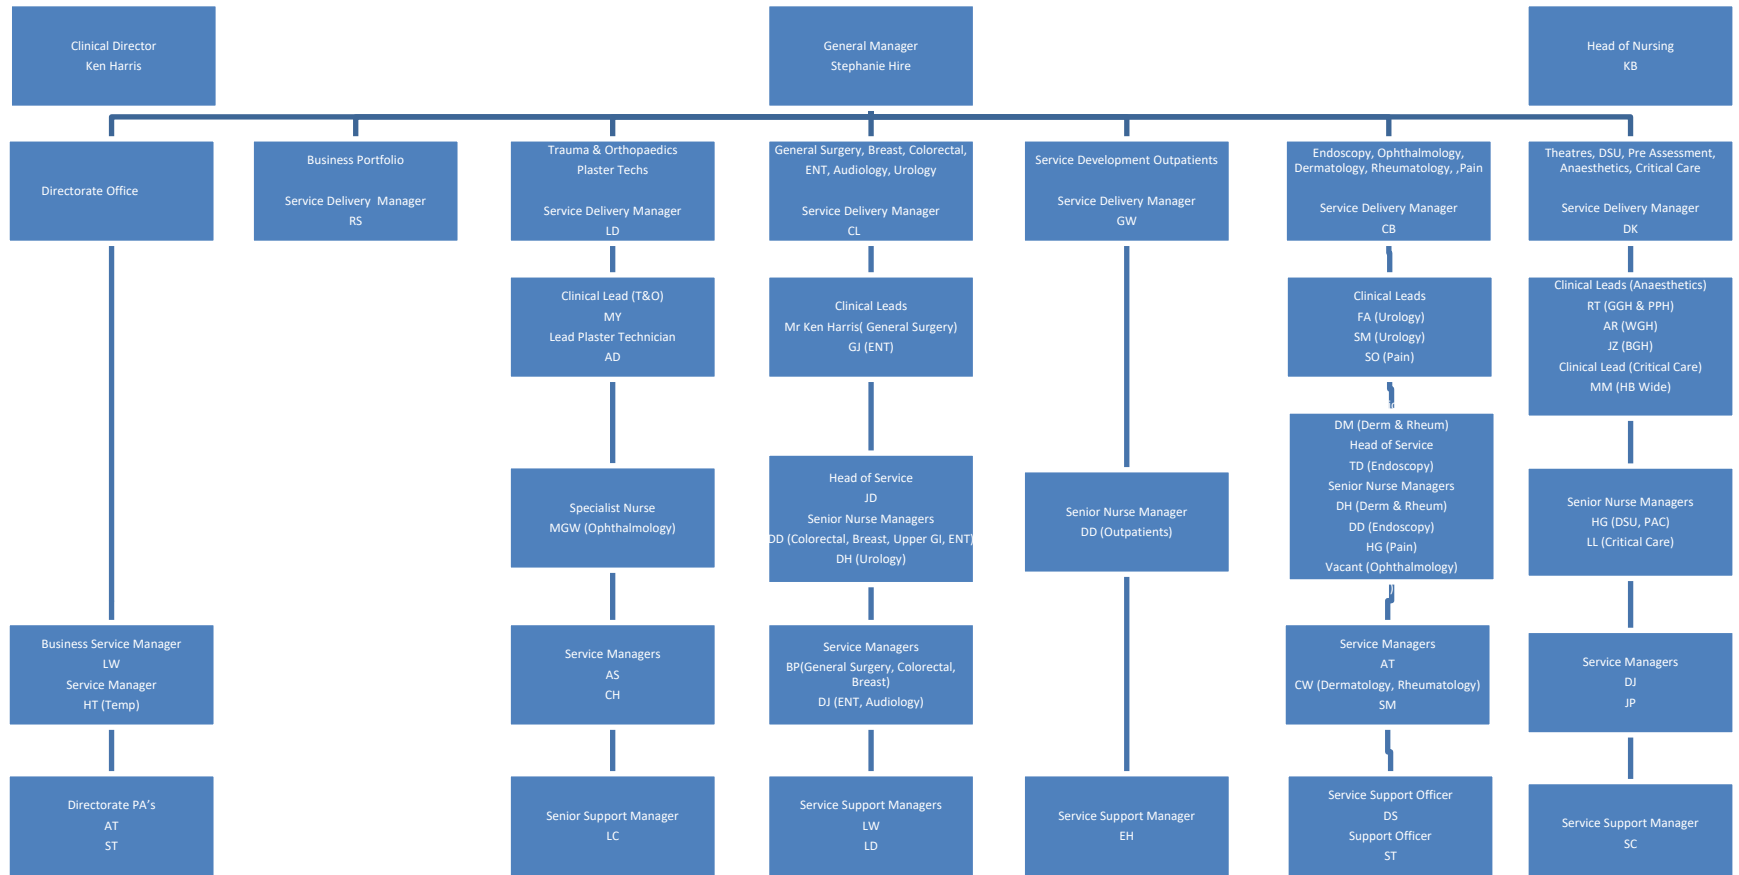 Clinical Director
Ken Harris
General Manager
Stephanie Hire
Head of Nursing
KB
Directorate Office
Business Portfolio
Service Delivery Manager
RS
Trauma & Orthopaedics
Plaster Techs
Service Delivery Manager
LD
General Surgery, Breast, Colorectal,
ENT, Audiology, Urology
Service Delivery Manager
CL
Service Development Outpatients
Service Delivery Manager
GW
Endoscopy, Ophthalmology,
Dermatology, Rheumatology, ,Pain
Service Delivery Manager
CB
Theatres, DSU, Pre Assessment,
Anaesthetics, Critical Care
Service Delivery Manager
DK
Clinical Lead (T&O)
MY
Lead Plaster Technician
AD
Clinical Leads
Mr Ken Harris( General Surgery)
GJ (ENT)
Clinical Leads
FA (Urology)
SM (Urology)
SO (Pain)
Clinical Leads (Anaesthetics)
RT (GGH & PPH)
AR (WGH)
JZ (BGH)
Clinical Lead (Critical Care)
MM (HB Wide)
Specialist Nurse
MGW (Ophthalmology)
Head of Service
JD
Senior Nurse Managers
DD (Colorectal, Breast, Upper GI, ENT)
DH (Urology)
Senior Nurse Manager
DD (Outpatients)
DM (Derm & Rheum)
Head of Service
TD (Endoscopy)
Senior Nurse Managers
DH (Derm & Rheum)
DD (Endoscopy)
HG (Pain)
Vacant (Ophthalmology)
Senior Nurse Managers
HG (DSU, PAC)
LL (Critical Care)
Business Service Manager
LW
Service Manager
HT (Temp)
Service Managers
AS
CH
Service Managers
BP(General Surgery, Colorectal,
Breast)
DJ (ENT, Audiology)
Service Managers
AT
CW (Dermatology, Rheumatology)
SM
Service Managers
DJ
JP
Directorate PA’s
AT
ST
Senior Support Manager
LC
Service Support Managers
LW
LD
Service Support Manager
EH
Service Support Officer
DS
Support Officer
ST
Service Support Manager
SC